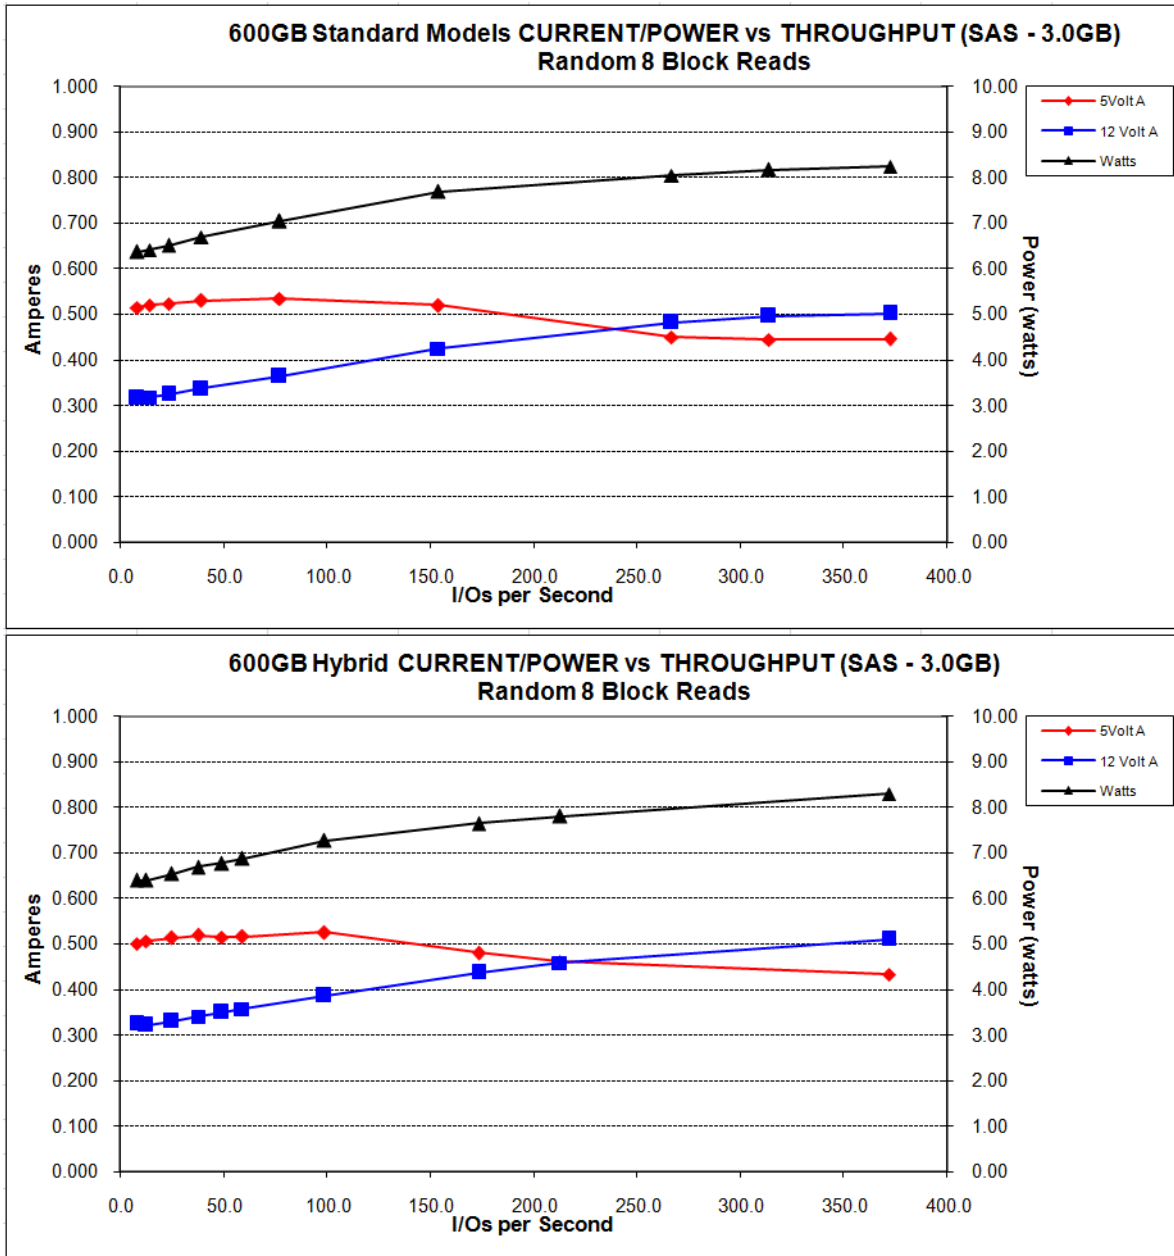 600GB Standard Models CURRENT/POWER vs THROUGHPUT (SAS - 3.0GB)
Random 8 Block Reads
1.000
0.900
0.800
0.700
0.600
0.500
0.400
0.300
0.200
0.100
0.000
Amperes
10.00
9.00
8.00
7.00
6.00
5.00
4.00
3.00
2.00
1.00
0.00
Power (watts)
5Volt A
12 Volt A
Watts
0.0 50.0 100.0 150.0 200.0 250.0 300.0 350.0 400.0
I/Os per Second
600GB Hybrid CURRENT/POWER vs THROUGHPUT (SAS - 3.0GB)
Random 8 Block Reads
1.000
0.900
0.800
0.700
0.600
0.500
0.400
0.300
0.200
0.100
0.000
Amperes
10.00
9.00
8.00
7.00
6.00
5.00
4.00
3.00
2.00
1.00
0.00
Power (watts)
5Volt A
12 Volt A
Watts
0.0 50.0 100.0 150.0 200.0 250.0 300.0 350.0 400.0
I/Os per Second